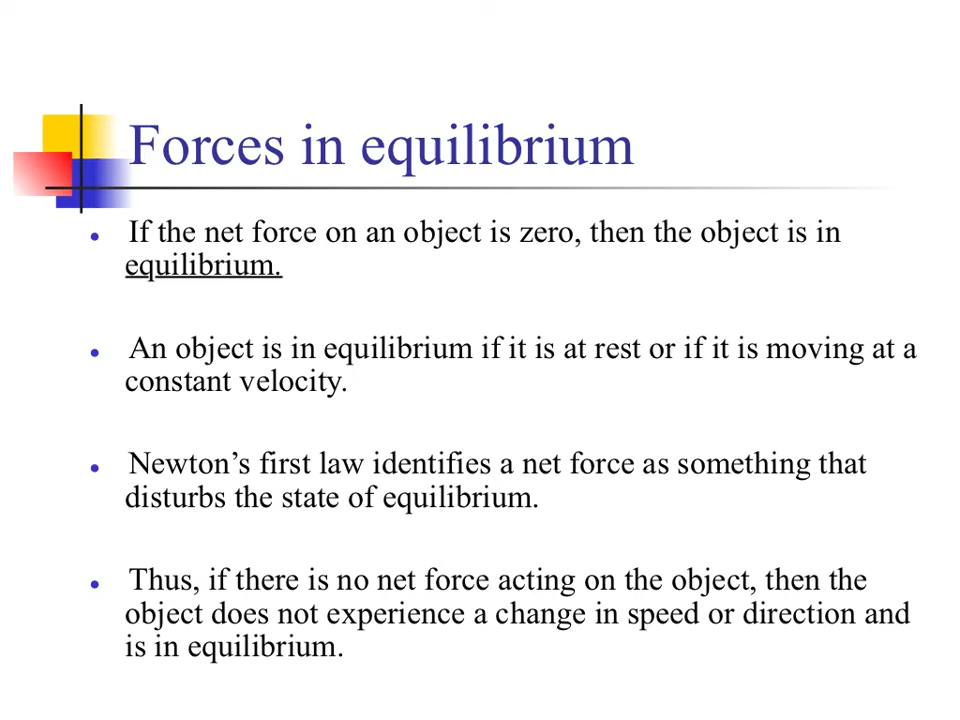 Forces in equilibrium
• If the net force on an object is zero, then the object is in
equilibrium.
• An object is in equilibrium if it is at rest or if it is moving at a
constant velocity.
• Newton’s first law identifies a net force as something that
disturbs the state of equilibrium.
• Thus, if there is no net force acting on the object, then the
object does not experience a change in speed or direction and
is in equilibrium.